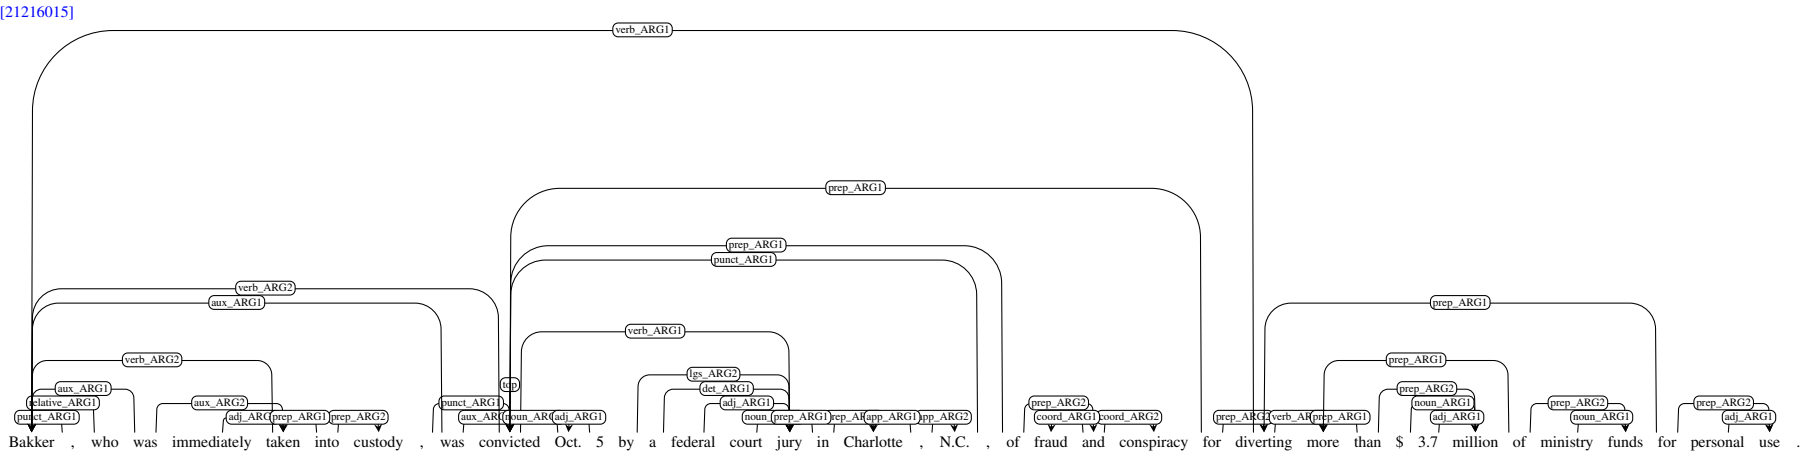 [21216015]
verb_ARG1
prep_ARG1
prep_ARG1
punct_ARG1
verb_ARG2
aux_ARG1 prep_ARG1
verb_ARG1
verb_ARG2 prep_ARG1
lgs_ARG2
top
aux_ARG1 det_ARG1 prep_ARG2
relative_ARG1 aux_ARG2 punct_ARG1 adj_ARG1 prep_ARG2 noun_ARG1 prep_ARG2 prep_ARG2
punct_ARG1 prep_ARG1 prep_ARG2 adj_ARG1 noun prep_ARG1 app_ARG1 app_ARG2 coord_ARG1 coord_ARG2 prep_ARG1 adj_ARG1 noun_ARG1 adj_ARG1
Bakker , who was immediately taken into custody , was convicted Oct. 5 by a federal court jury in Charlotte , N.C. , of fraud and conspiracy for diverting more than $ 3.7 million of ministry funds for personal use .